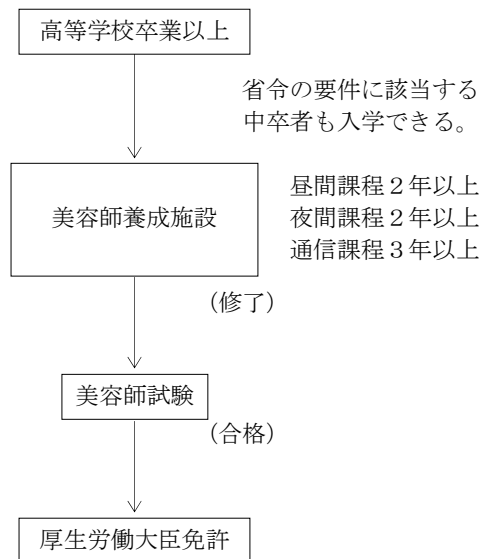 高等学校卒業以上
省令の要件に該当する
中卒者も入学できる。
美容師養成施設
昼間課程２年以上
夜間課程２年以上
通信課程３年以上
(修了)
美容師試験
(合格)
厚生労働大臣免許